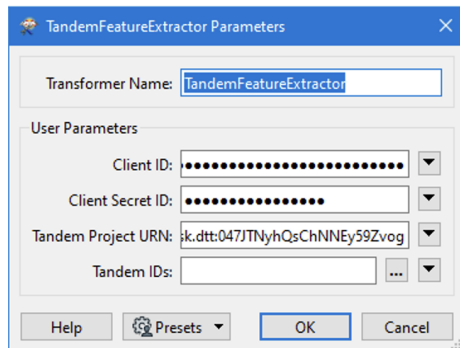 TandemFeatureExtractor Parameters
Transformer Name: TandemFeatureExtractor
User Parameters
Client ID: ●●●●●●●●●●●●●●●●●●●●●●●●●
Client Secret ID: ●●●●●●●●●●●●●●●●
Tandem Project URN: sk.dtt:047JTNyhQsChNNEy59Zvog
Tandem IDs: ...
Help Presets OK Cancel